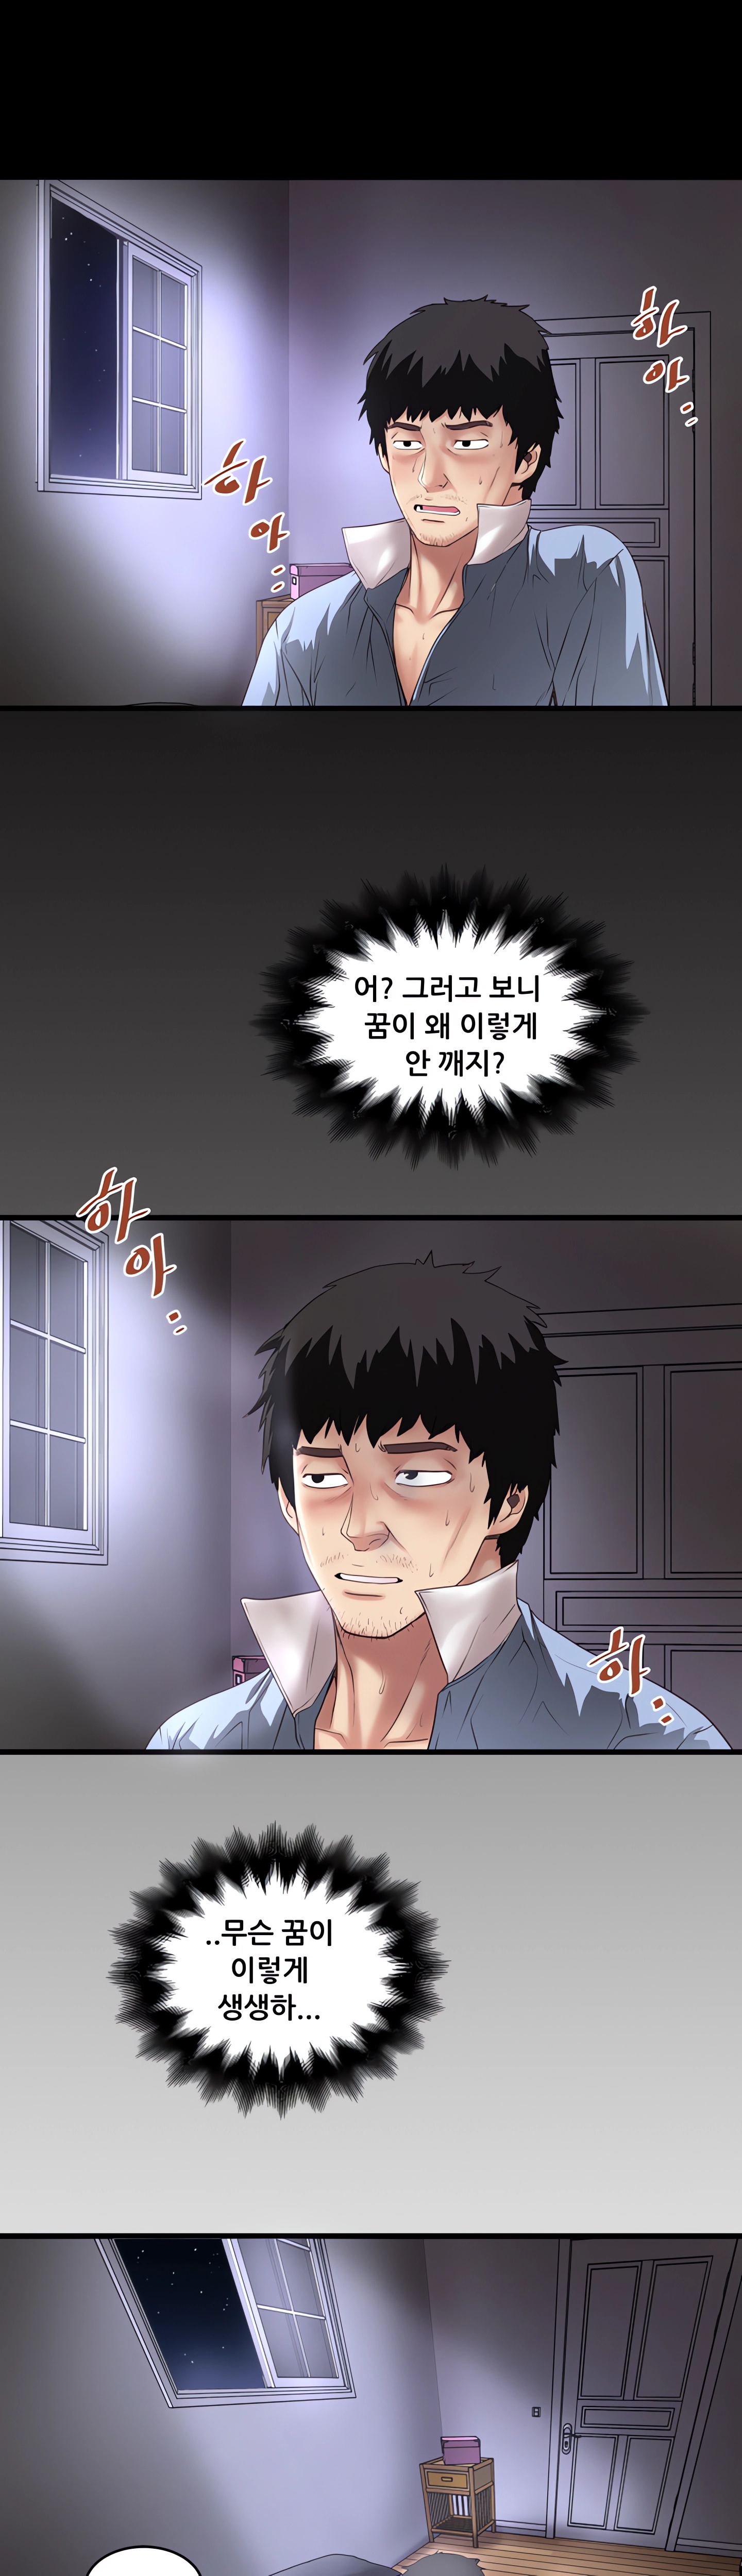 하
아..
하
아..
어? 그러고 보니
꿈이 왜 이렇게
안 깨지?
하
아..
하..
..무슨 꿈이
이렇게
생생하...